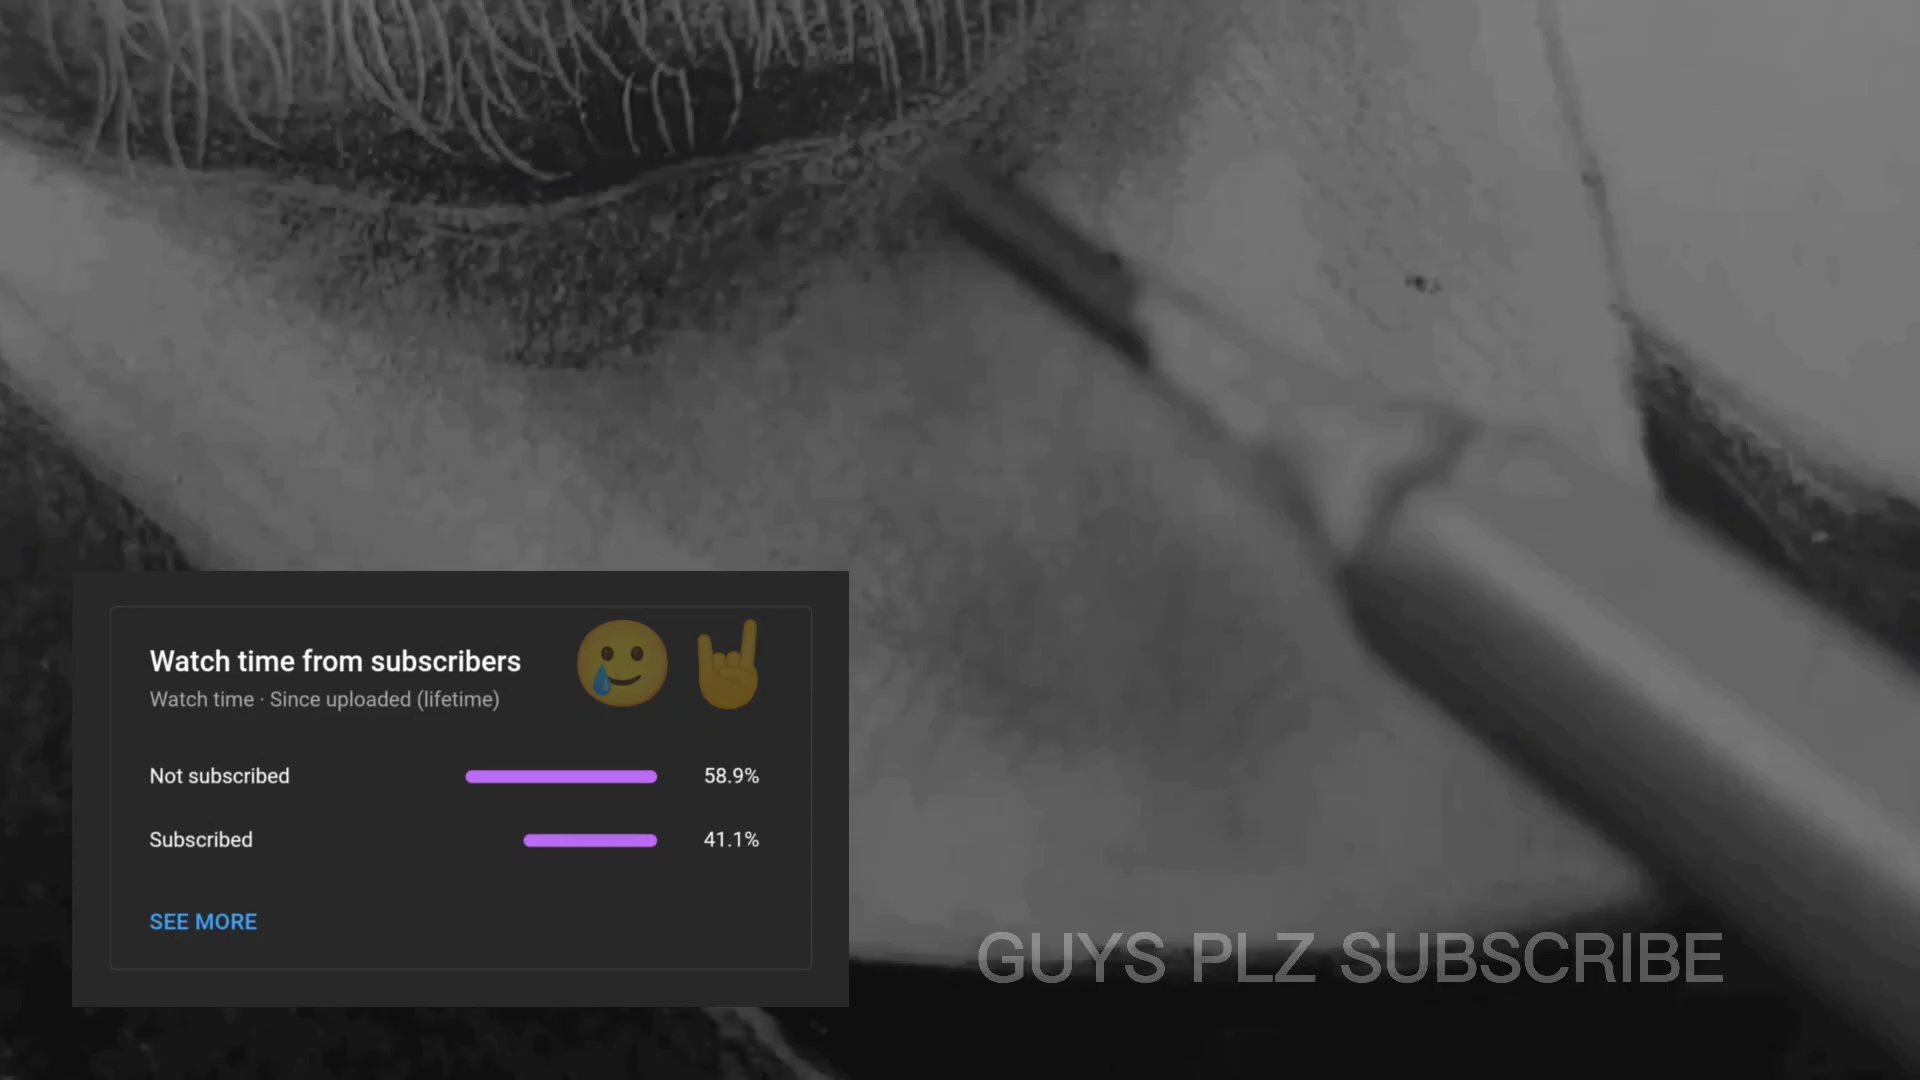 Watch time from subscribers
Watch time · Since uploaded (lifetime)
Not subscribed 58.9%
Subscribed 41.1%
SEE MORE
GUYS PLZ SUBSCRIBE